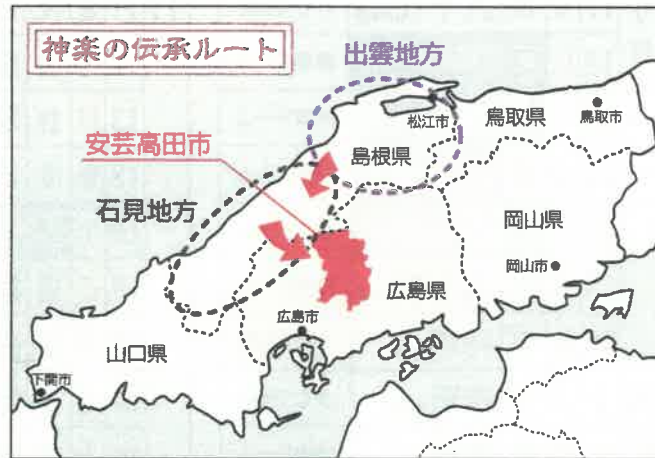 神楽の伝承ルート
出雲地方
松江市
鳥取県
鳥取市
安芸高田市
島根県
石見地方
岡山県
岡山市
広島県
広島市
山口県
下関市